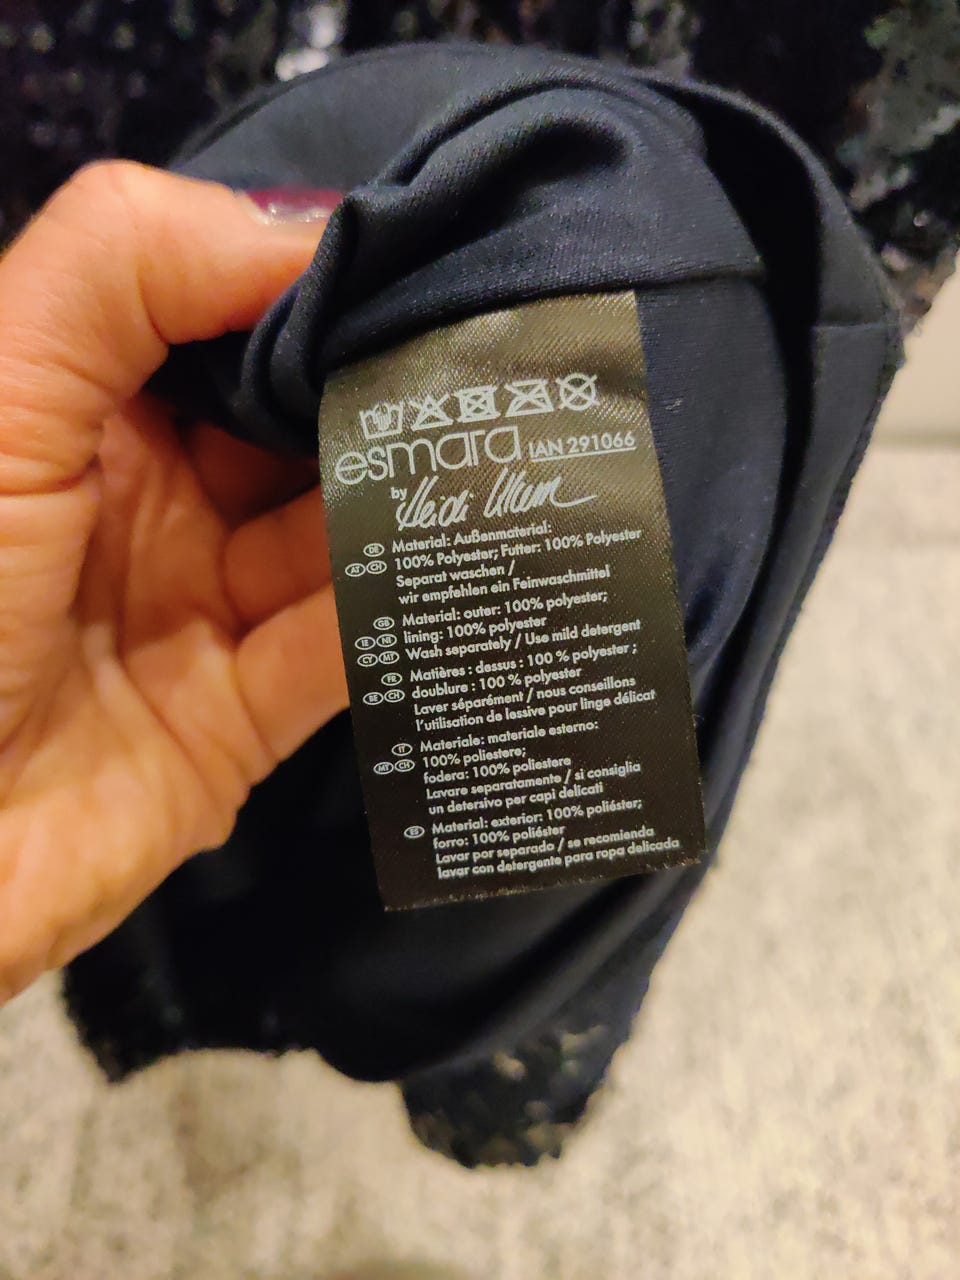 esmara IAN 291066
by Heidi Klum
DE Material: Außenmaterial:
AT CH 100% Polyester; Futter: 100% Polyester
Separat waschen /
wir empfehlen ein Feinwaschmittel
GB Material: outer: 100% polyester;
IE NI lining: 100% polyester
CY MT Wash separately / Use mild detergent
FR Matières : dessus : 100 % polyester ;
BE CH doublure : 100 % polyester
Laver séparément / nous conseillons
l'utilisation de lessive pour linge délicat
IT Materiale: materiale esterno:
MT CH 100% poliestere;
fodera: 100% poliestere
Lavare separatamente / si consiglia
un detersivo per capi delicati
ES Material: exterior: 100% poliéster;
forro: 100% poliéster
Lavar por separado / se recomienda
lavar con detergente para ropa delicada